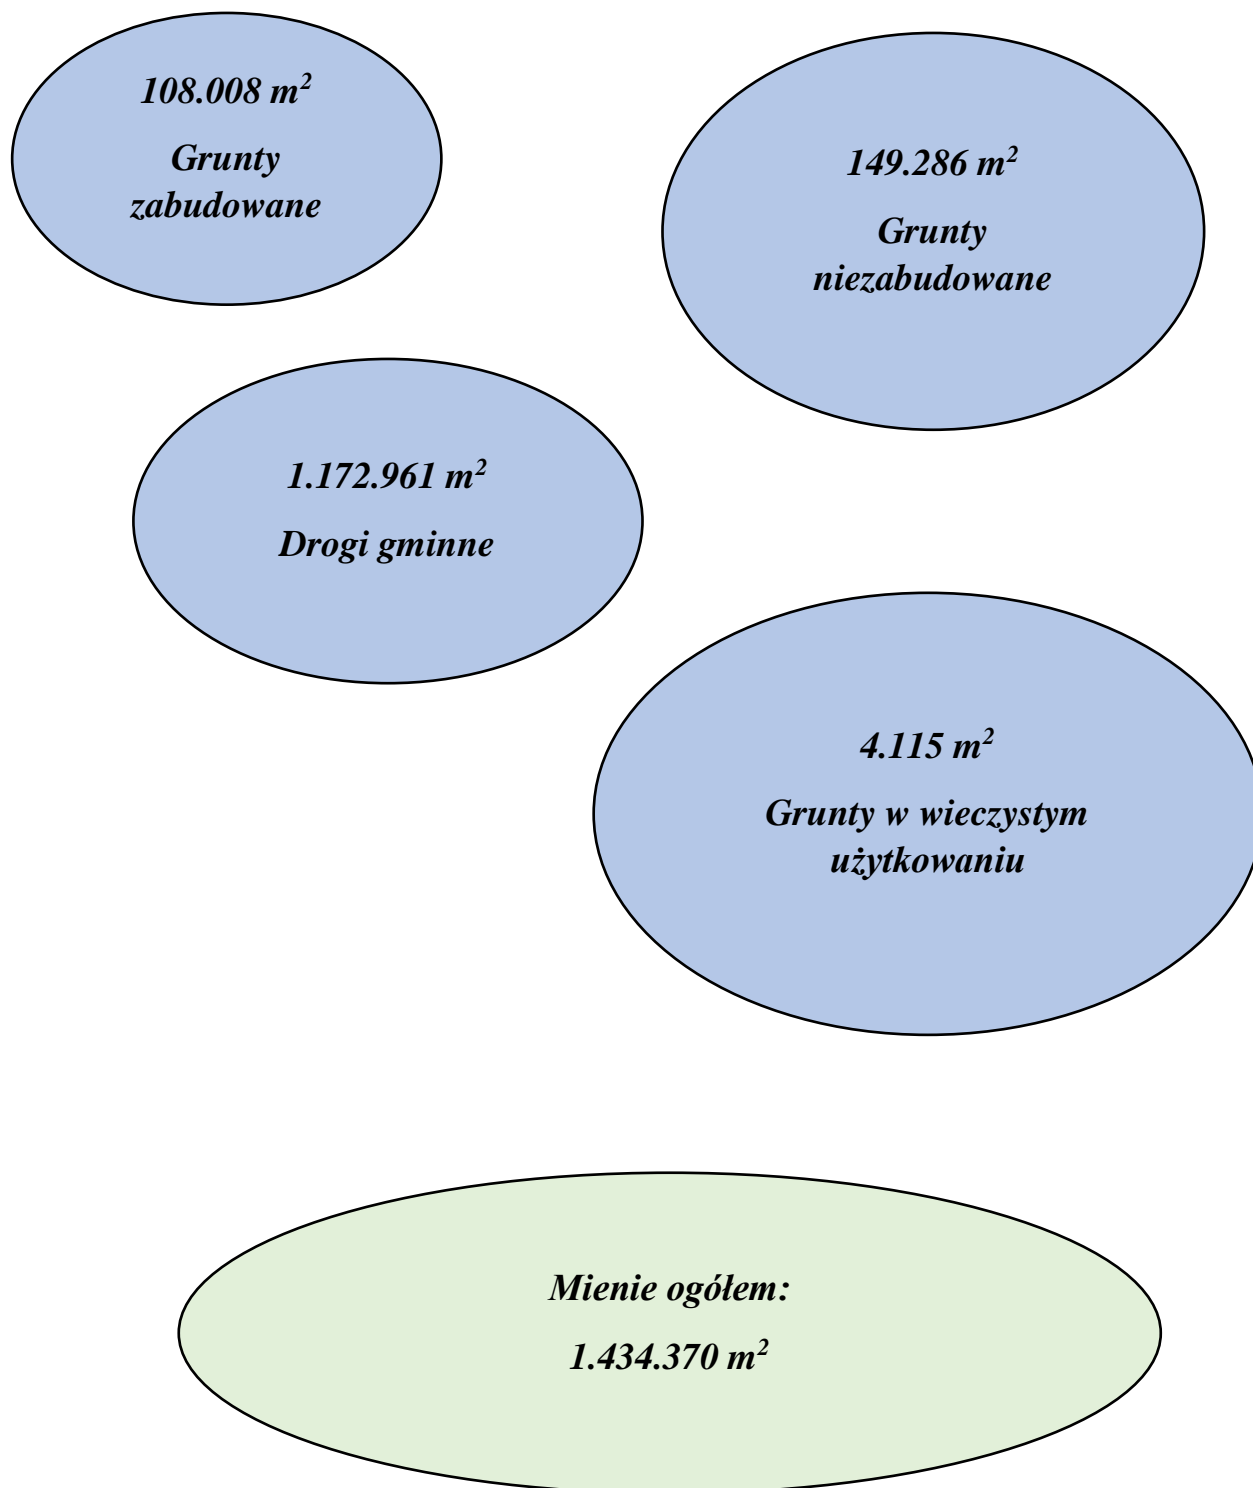 108.008 m²
Grunty
zabudowane
149.286 m²
Grunty
niezabudowane
1.172.961 m²
Drogi gminne
4.115 m²
Grunty w wieczystym
użytkowaniu
Mienie ogółem:
1.434.370 m²